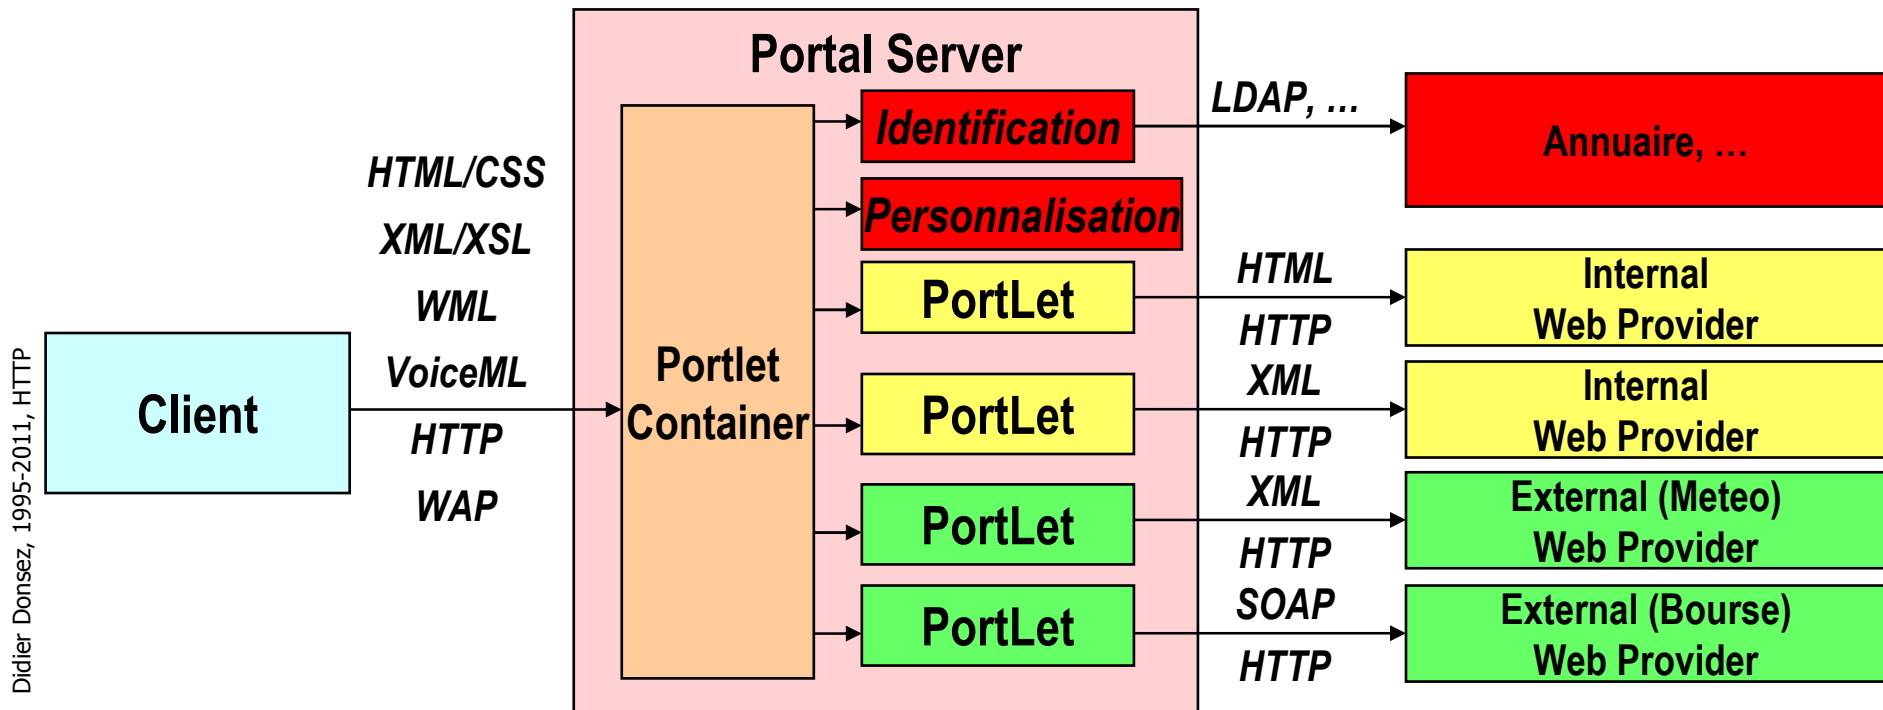 Portal Server
Identification
LDAP, …
Annuaire, …
HTML/CSS
Personnalisation
XML/XSL
HTML
Internal
Web Provider
PortLet
WML
HTTP
VoiceML
Portlet
Container
XML
Internal
Web Provider
PortLet
Client
HTTP
HTTP
WAP
XML
External (Meteo)
Web Provider
PortLet
HTTP
SOAP
External (Bourse)
Web Provider
PortLet
HTTP
Didier Donsez, 1995-2011, HTTP